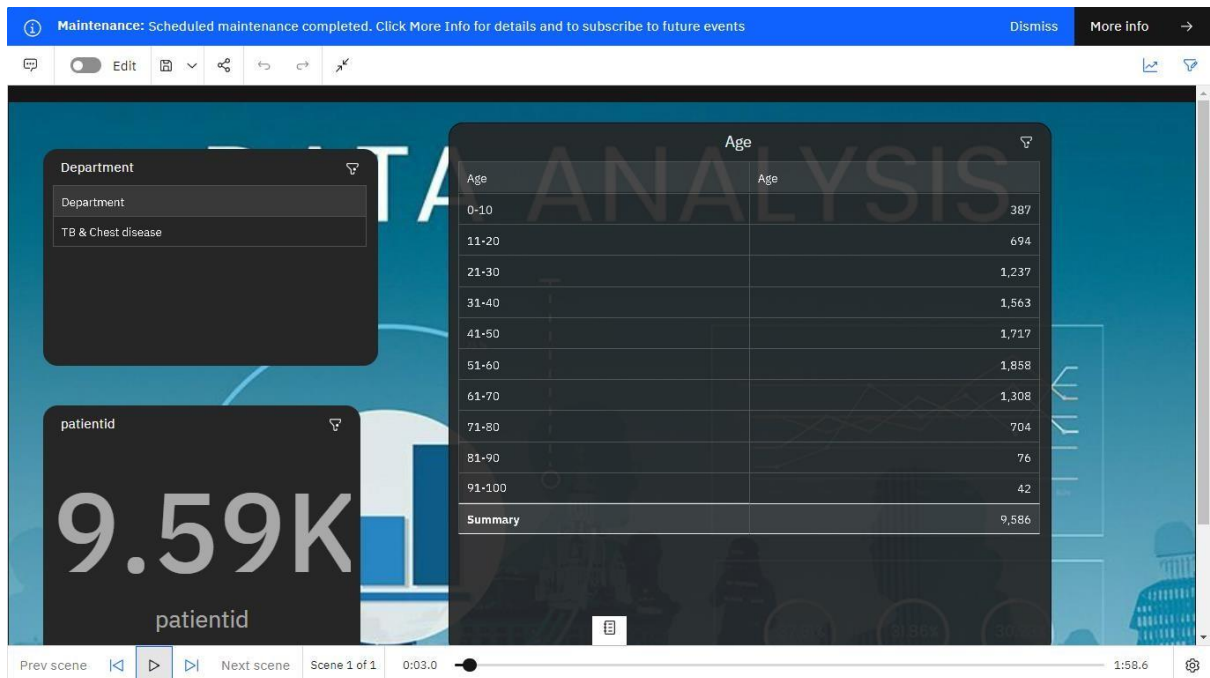 Maintenance: Scheduled maintenance completed. Click More Info for details and to subscribe to future events
Dismiss
More info
Edit
DATA ANALYSIS
Department
Department
TB & Chest disease
patientid
9.59K
patientid
Age
Age Age
0-10 387
11-20 694
21-30 1,237
31-40 1,563
41-50 1,717
51-60 1,858
61-70 1,308
71-80 704
81-90 76
91-100 42
Summary 9,586
Prev scene
Next scene
Scene 1 of 1
0:03.0
1:58.6